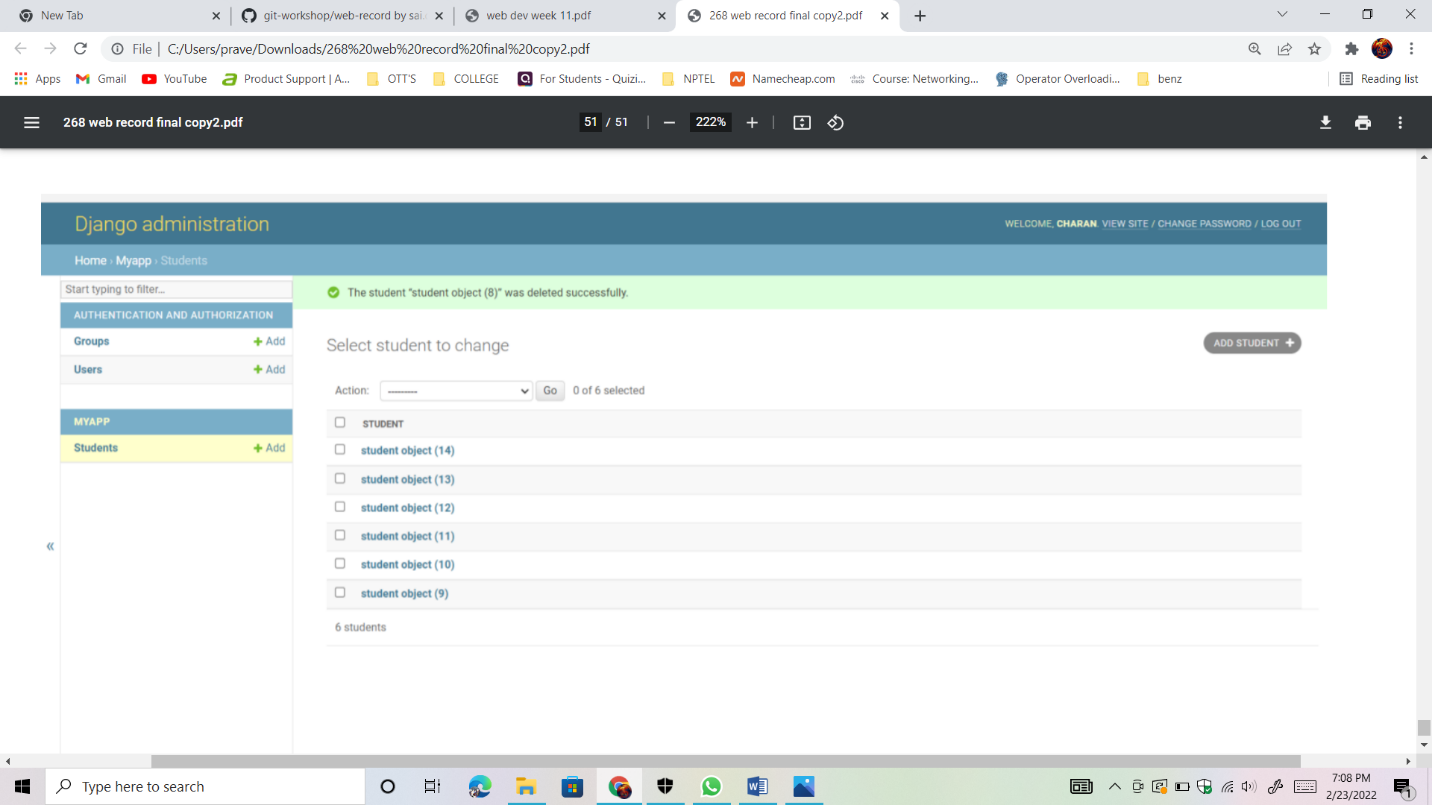 New Tab
git-workshop/web-record by sai.
web dev week 11.pdf
268 web record final copy2.pdf
File | C:/Users/prave/Downloads/268%20web%20record%20final%20copy2.pdf
Apps
Gmail
YouTube
Product Support | A...
OTT'S
COLLEGE
For Students - Quizi...
NPTEL
Namecheap.com
Course: Networking...
Operator Overloadi...
benz
Reading list
268 web record final copy2.pdf
51 / 51
222%
Django administration
WELCOME, CHARAN. VIEW SITE / CHANGE PASSWORD / LOG OUT
Home › Myapp › Students
Start typing to filter...
The student "student object (8)" was deleted successfully.
AUTHENTICATION AND AUTHORIZATION
Groups + Add
Users + Add
MYAPP
Students + Add
Select student to change
ADD STUDENT +
Action: --------- Go 0 of 6 selected
STUDENT
student object (14)
student object (13)
student object (12)
student object (11)
student object (10)
student object (9)
6 students
«
Type here to search
7:08 PM
2/23/2022
1